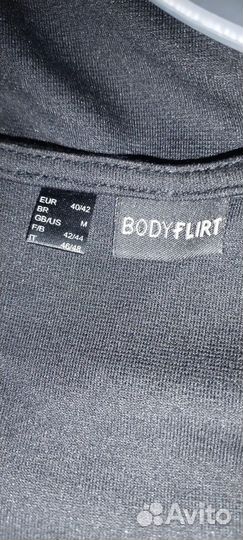 EUR 40/42
BR
GB/US M
F/B 42/44
IT 46/48
BODYFLIRT
Avito